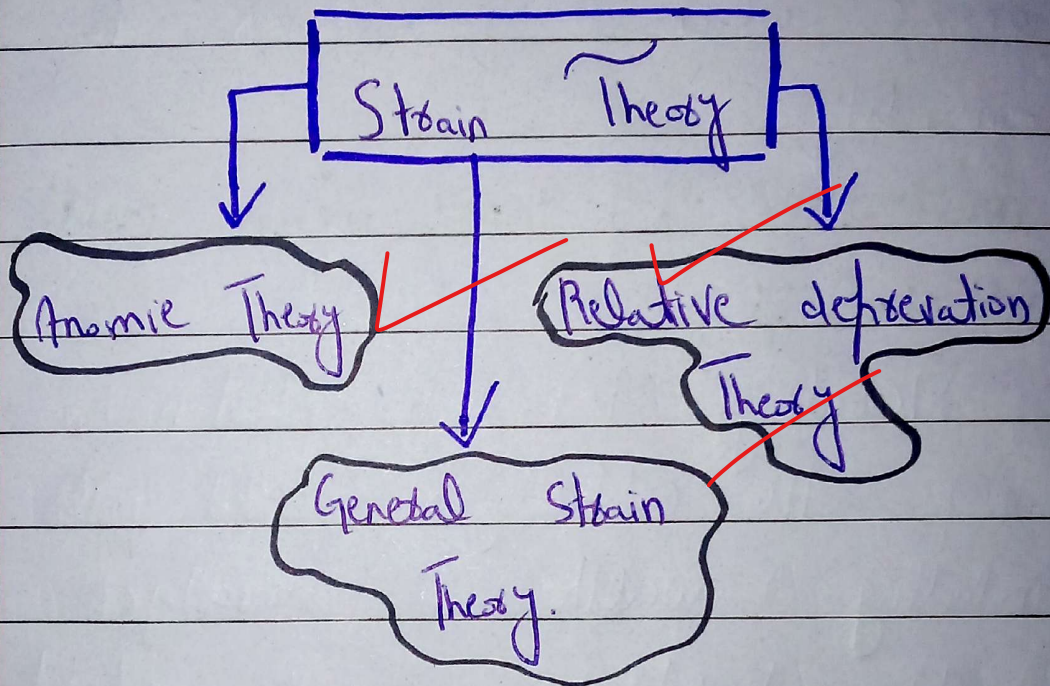 Strain Theory
Anomie Theory
Relative deprevation
Theory
General Strain
Theory.